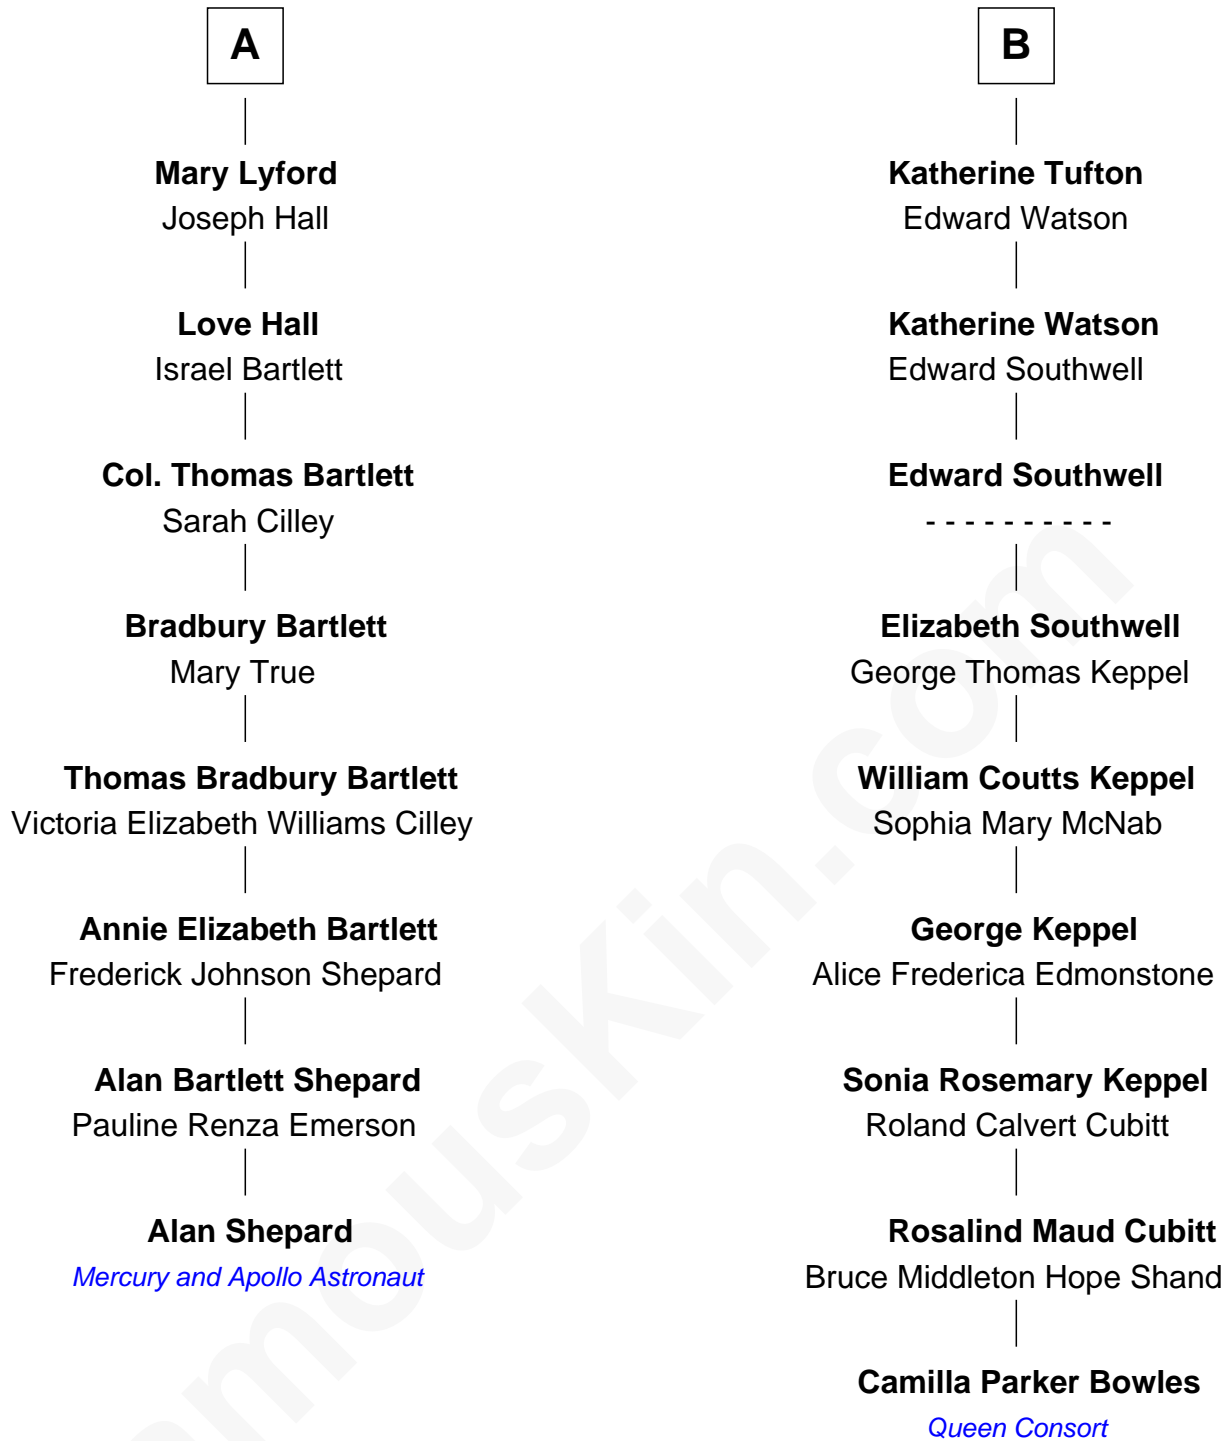 A
Mary Lyford
Joseph Hall
Love Hall
Israel Bartlett
Col. Thomas Bartlett
Sarah Cilley
Bradbury Bartlett
Mary True
Thomas Bradbury Bartlett
Victoria Elizabeth Williams Cilley
Annie Elizabeth Bartlett
Frederick Johnson Shepard
Alan Bartlett Shepard
Pauline Renza Emerson
Alan Shepard
Mercury and Apollo Astronaut
B
Katherine Tufton
Edward Watson
Katherine Watson
Edward Southwell
Edward Southwell
- - - - - - - - - -
Elizabeth Southwell
George Thomas Keppel
William Coutts Keppel
Sophia Mary McNab
George Keppel
Alice Frederica Edmonstone
Sonia Rosemary Keppel
Roland Calvert Cubitt
Rosalind Maud Cubitt
Bruce Middleton Hope Shand
Camilla Parker Bowles
Queen Consort
amousKin.com